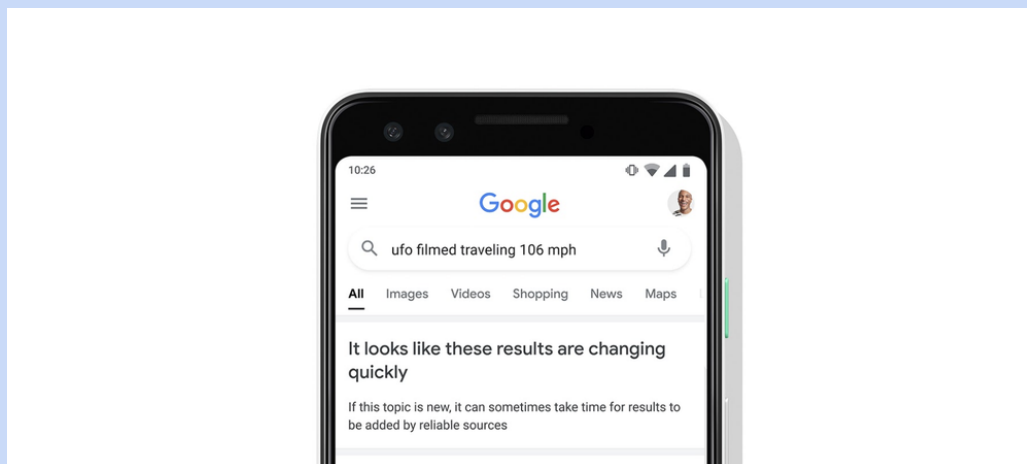 10:26
Google
ufo filmed traveling 106 mph
All Images Videos Shopping News Maps
It looks like these results are changing
quickly
If this topic is new, it can sometimes take time for results to
be added by reliable sources